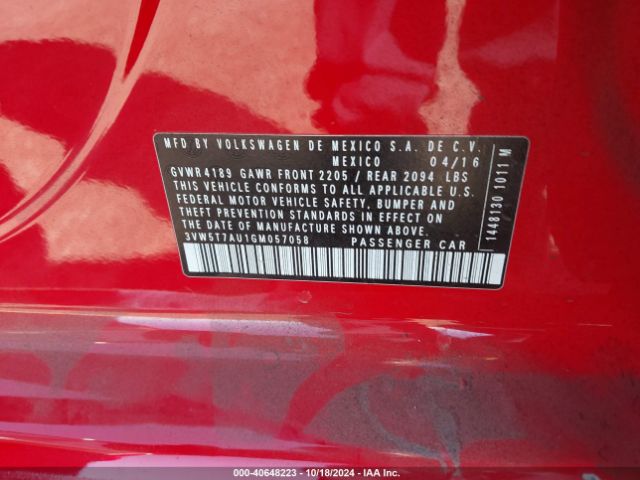 MFD BY VOLKSWAGEN DE MEXICO S.A. DE C.V.
MEXICO 04/16
GVWR 4189 GAWR FRONT 2205 / REAR 2094 LBS
THIS VEHICLE CONFORMS TO ALL APPLICABLE U.S.
FEDERAL MOTOR VEHICLE SAFETY, BUMPER AND
THEFT PREVENTION STANDARDS IN EFFECT ON
THE DATE OF MANUFACTURE SHOWN ABOVE.
3VW5T7AU1GM057058 PASSENGER CAR
1448130 1011 M
000-40648223 - 10/18/2024 - IAA Inc.